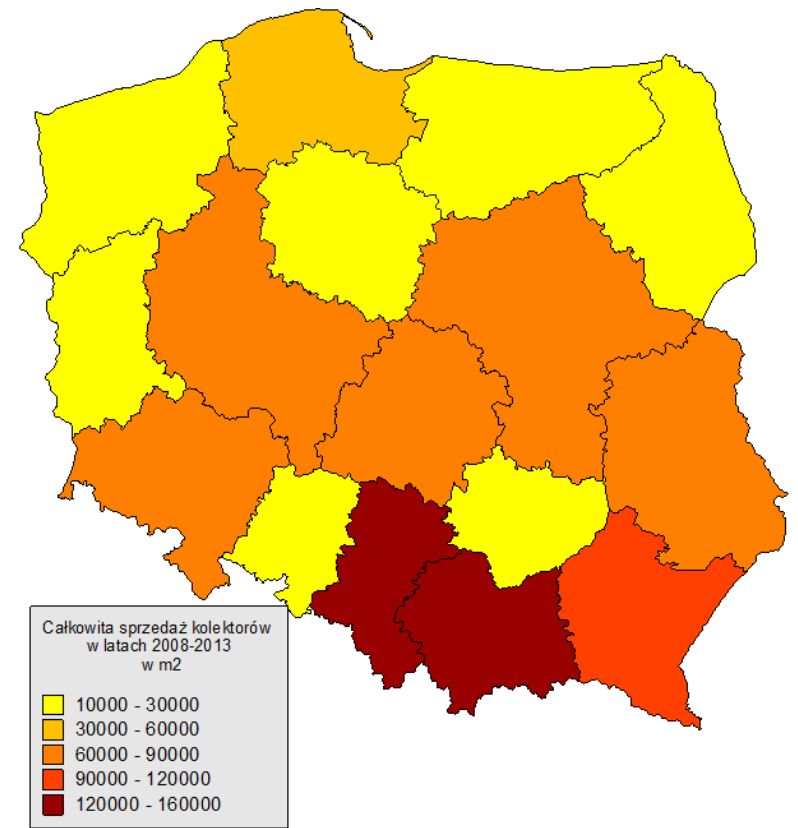 Całkowita sprzedaż kolektorów
w latach 2008-2013
w m2
10000 - 30000
30000 - 60000
60000 - 90000
90000 - 120000
120000 - 160000